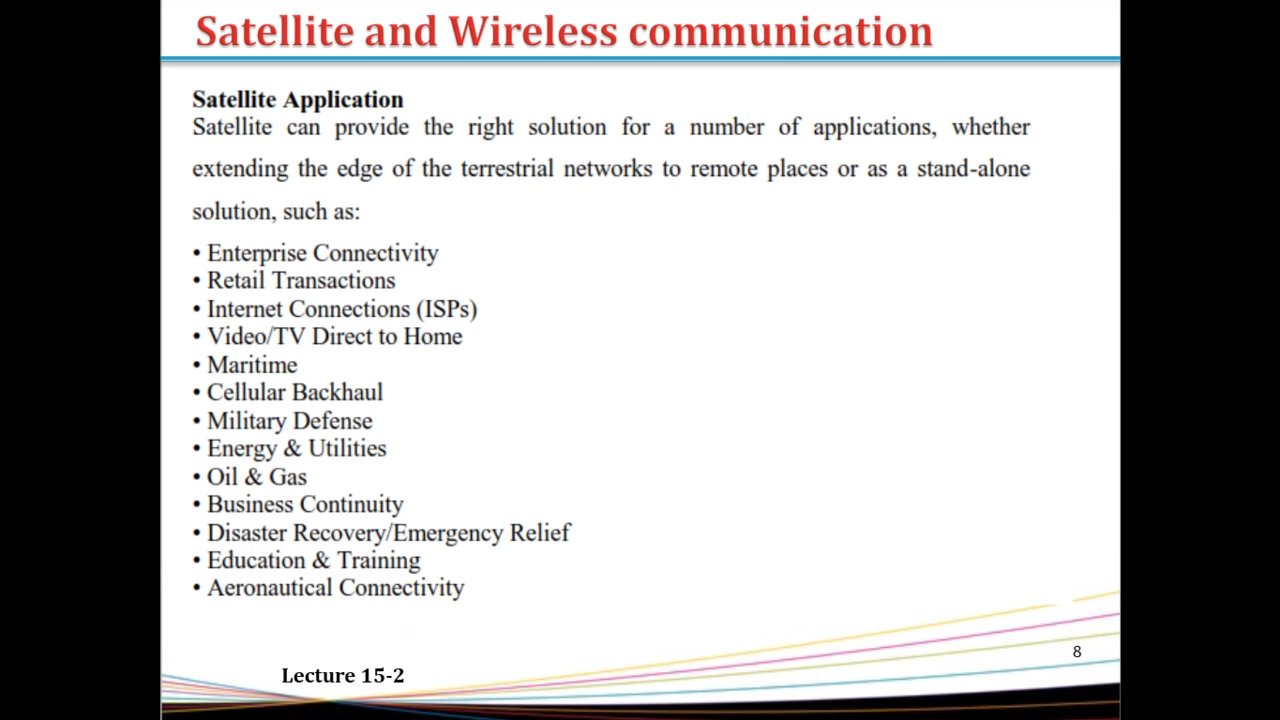 Satellite and Wireless communication
Satellite Application
Satellite can provide the right solution for a number of applications, whether
extending the edge of the terrestrial networks to remote places or as a stand-alone
solution, such as:
• Enterprise Connectivity
• Retail Transactions
• Internet Connections (ISPs)
• Video/TV Direct to Home
• Maritime
• Cellular Backhaul
• Military Defense
• Energy & Utilities
• Oil & Gas
• Business Continuity
• Disaster Recovery/Emergency Relief
• Education & Training
• Aeronautical Connectivity
8
Lecture 15-2